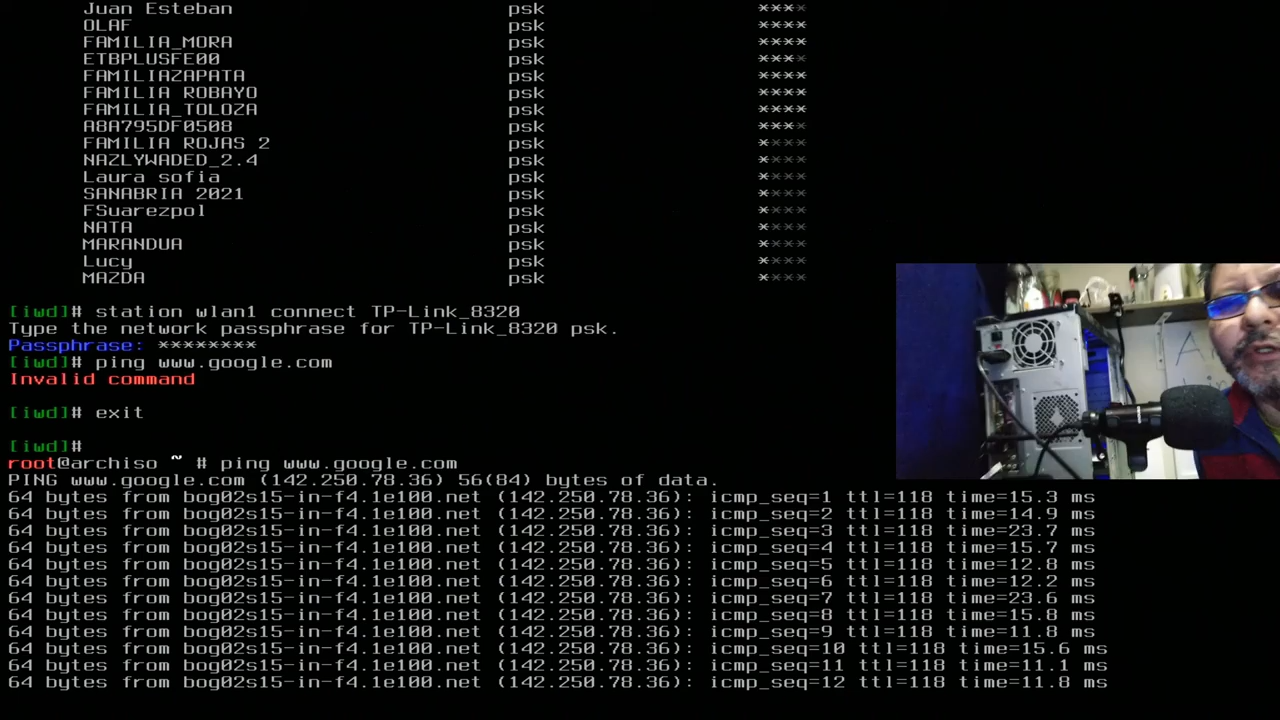 Juan Esteban psk ****
OLAF psk ****
FAMILIA_MORA psk ****
ETBPLUSFE00 psk ****
FAMILIAZAPATA psk ****
FAMILIA ROBAYO psk ****
FAMILIA_TOLOZA psk ****
A8A795DF0508 psk ****
FAMILIA ROJAS 2 psk ****
NAZLYWADED_2.4 psk ****
Laura sofia psk ****
SANABRIA 2021 psk ****
FSuarezpol psk ****
NATA psk ****
MARANDUA psk ****
Lucy psk ****
MAZDA psk ****
[iwd]# station wlan1 connect TP-Link_8320
Type the network passphrase for TP-Link_8320 psk.
Passphrase: ********
[iwd]# ping www.google.com
Invalid command
[iwd]# exit
[iwd]#
root@archiso ~ # ping www.google.com
PING www.google.com (142.250.78.36) 56(84) bytes of data.
64 bytes from bog02s15-in-f4.1e100.net (142.250.78.36): icmp_seq=1 ttl=118 time=15.3 ms
64 bytes from bog02s15-in-f4.1e100.net (142.250.78.36): icmp_seq=2 ttl=118 time=14.9 ms
64 bytes from bog02s15-in-f4.1e100.net (142.250.78.36): icmp_seq=3 ttl=118 time=23.7 ms
64 bytes from bog02s15-in-f4.1e100.net (142.250.78.36): icmp_seq=4 ttl=118 time=15.7 ms
64 bytes from bog02s15-in-f4.1e100.net (142.250.78.36): icmp_seq=5 ttl=118 time=12.8 ms
64 bytes from bog02s15-in-f4.1e100.net (142.250.78.36): icmp_seq=6 ttl=118 time=12.2 ms
64 bytes from bog02s15-in-f4.1e100.net (142.250.78.36): icmp_seq=7 ttl=118 time=23.6 ms
64 bytes from bog02s15-in-f4.1e100.net (142.250.78.36): icmp_seq=8 ttl=118 time=15.8 ms
64 bytes from bog02s15-in-f4.1e100.net (142.250.78.36): icmp_seq=9 ttl=118 time=11.8 ms
64 bytes from bog02s15-in-f4.1e100.net (142.250.78.36): icmp_seq=10 ttl=118 time=15.6 ms
64 bytes from bog02s15-in-f4.1e100.net (142.250.78.36): icmp_seq=11 ttl=118 time=11.1 ms
64 bytes from bog02s15-in-f4.1e100.net (142.250.78.36): icmp_seq=12 ttl=118 time=11.8 ms